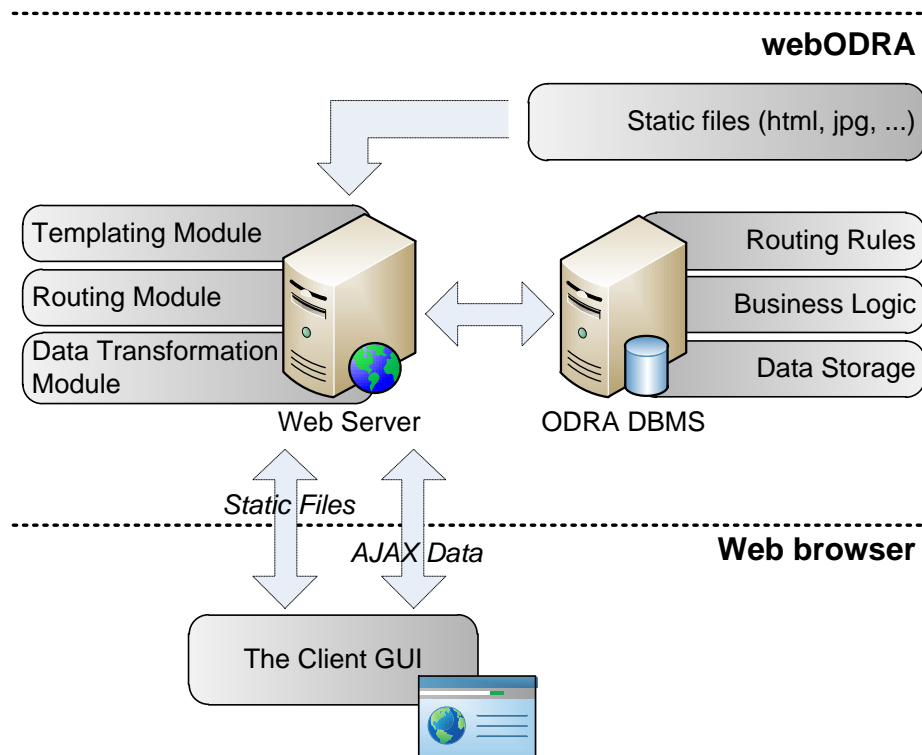 webODRA
Static files (html, jpg, ...)
Templating Module
Routing Module
Data Transformation
Module
Web Server
Routing Rules
Business Logic
Data Storage
ODRA DBMS
Static Files
AJAX Data
Web browser
The Client GUI